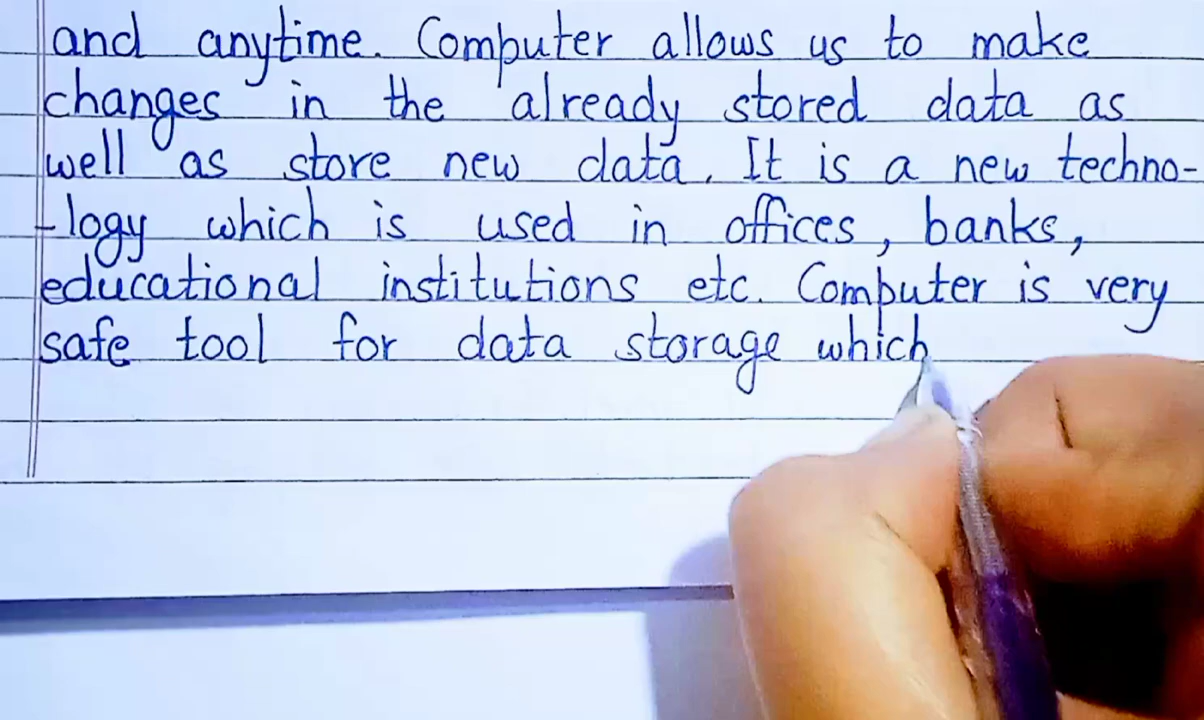 and anytime. Computer allows us to make
changes in the already stored data as
well as store new data. It is a new techno-
-logy which is used in offices, banks,
educational institutions etc. Computer is very
safe tool for data storage which